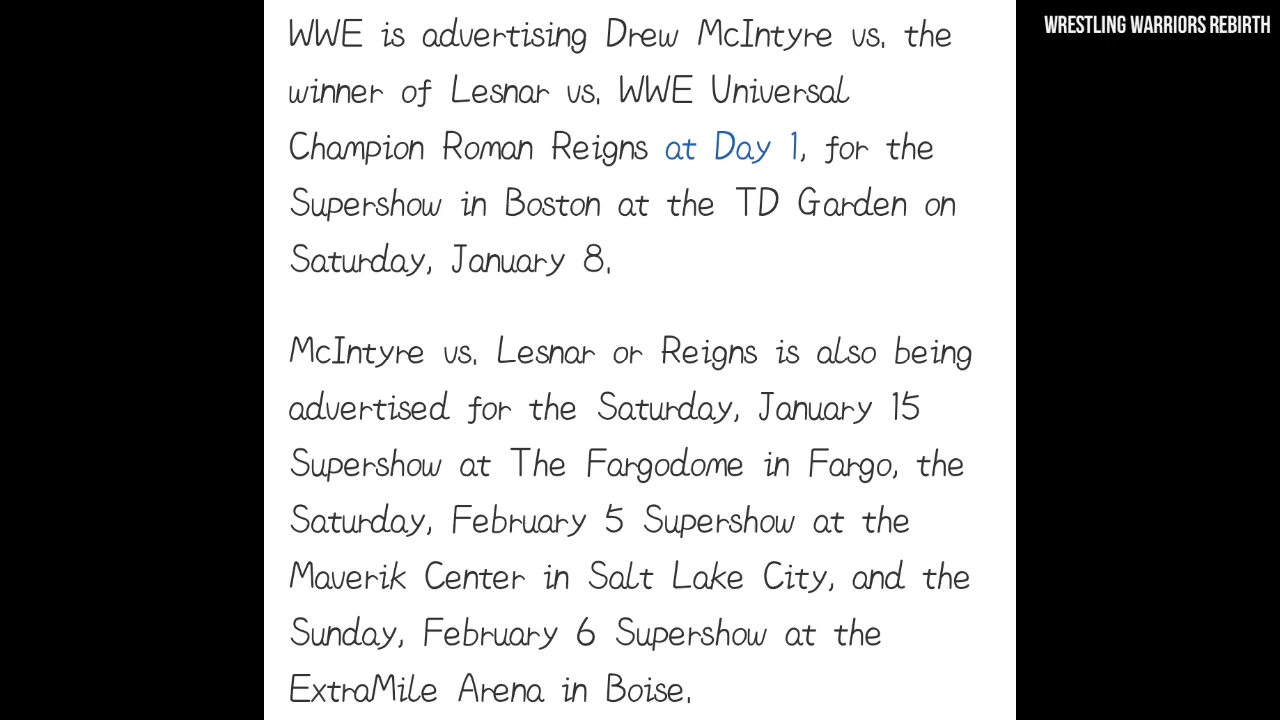 WRESTLING WARRIORS REBIRTH
WWE is advertising Drew McIntyre vs. the
winner of Lesnar vs. WWE Universal
Champion Roman Reigns at Day 1, for the
Supershow in Boston at the TD Garden on
Saturday, January 8.
McIntyre vs. Lesnar or Reigns is also being
advertised for the Saturday, January 15
Supershow at The Fargodome in Fargo, the
Saturday, February 5 Supershow at the
Maverik Center in Salt Lake City, and the
Sunday, February 6 Supershow at the
ExtraMile Arena in Boise.